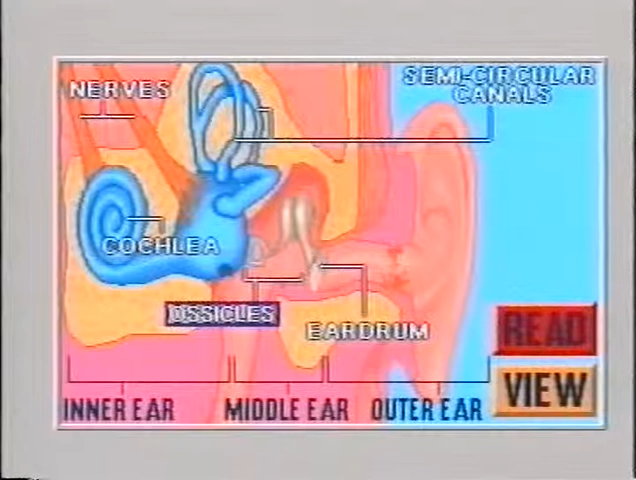 NERVES
SEMI-CIRCULAR
CANALS
COCHLEA
OSSICLES
EARDRUM
READ
VIEW
INNER EAR
MIDDLE EAR
OUTER EAR